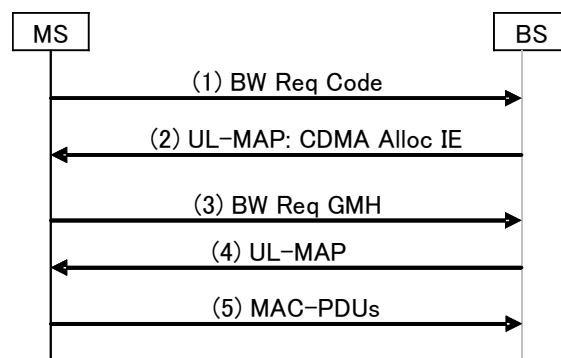 MS BS
(1) BW Req Code
(2) UL-MAP: CDMA Alloc IE
(3) BW Req GMH
(4) UL-MAP
(5) MAC-PDUs